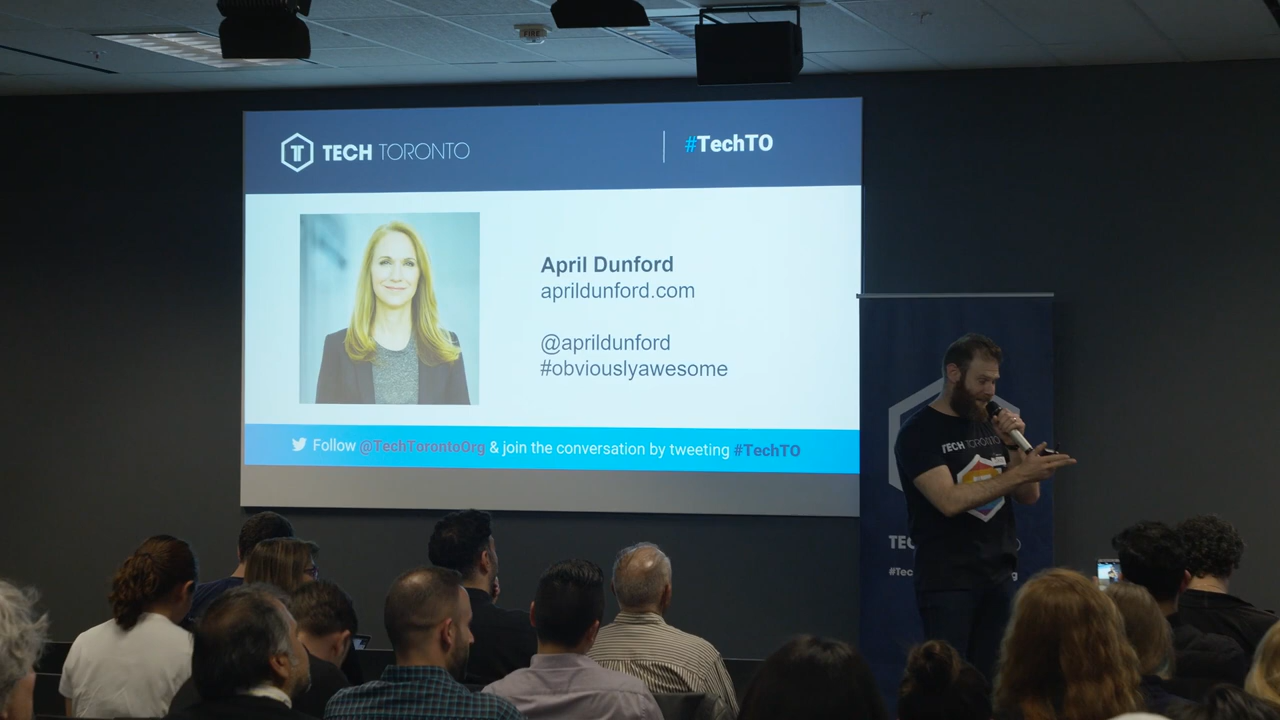 FIRE
TECH TORONTO
#TechTO
April Dunford
aprildunford.com
@aprildunford
#obviouslyawesome
Follow @TechTorontoOrg & join the conversation by tweeting #TechTO
TECH TORONTO
TEC
#Tec